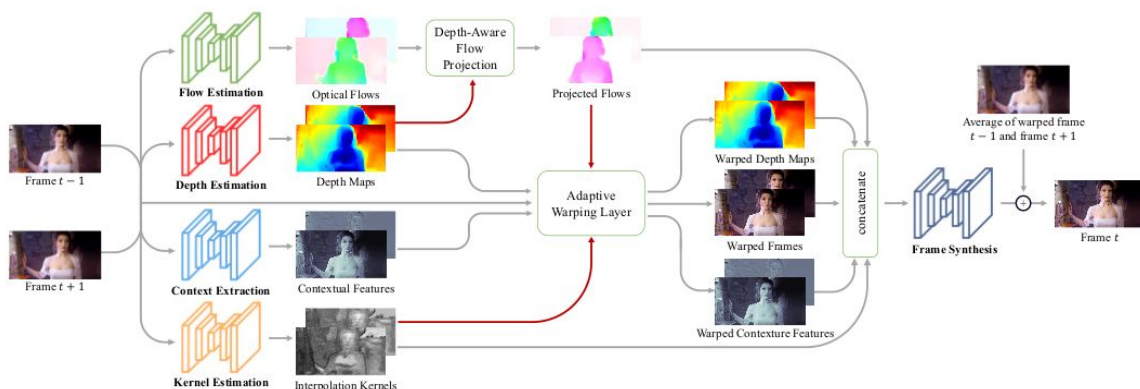 Flow Estimation
Optical Flows
Depth-Aware
Flow
Projection
Projected Flows
Frame t − 1
Depth Estimation
Depth Maps
Frame t + 1
Context Extraction
Contextual Features
Kernel Estimation
Interpolation Kernels
Adaptive
Warping Layer
Warped Depth Maps
Warped Frames
Warped Contexture Features
concatenate
Frame Synthesis
Average of warped frame
t − 1 and frame t + 1
+
Frame t